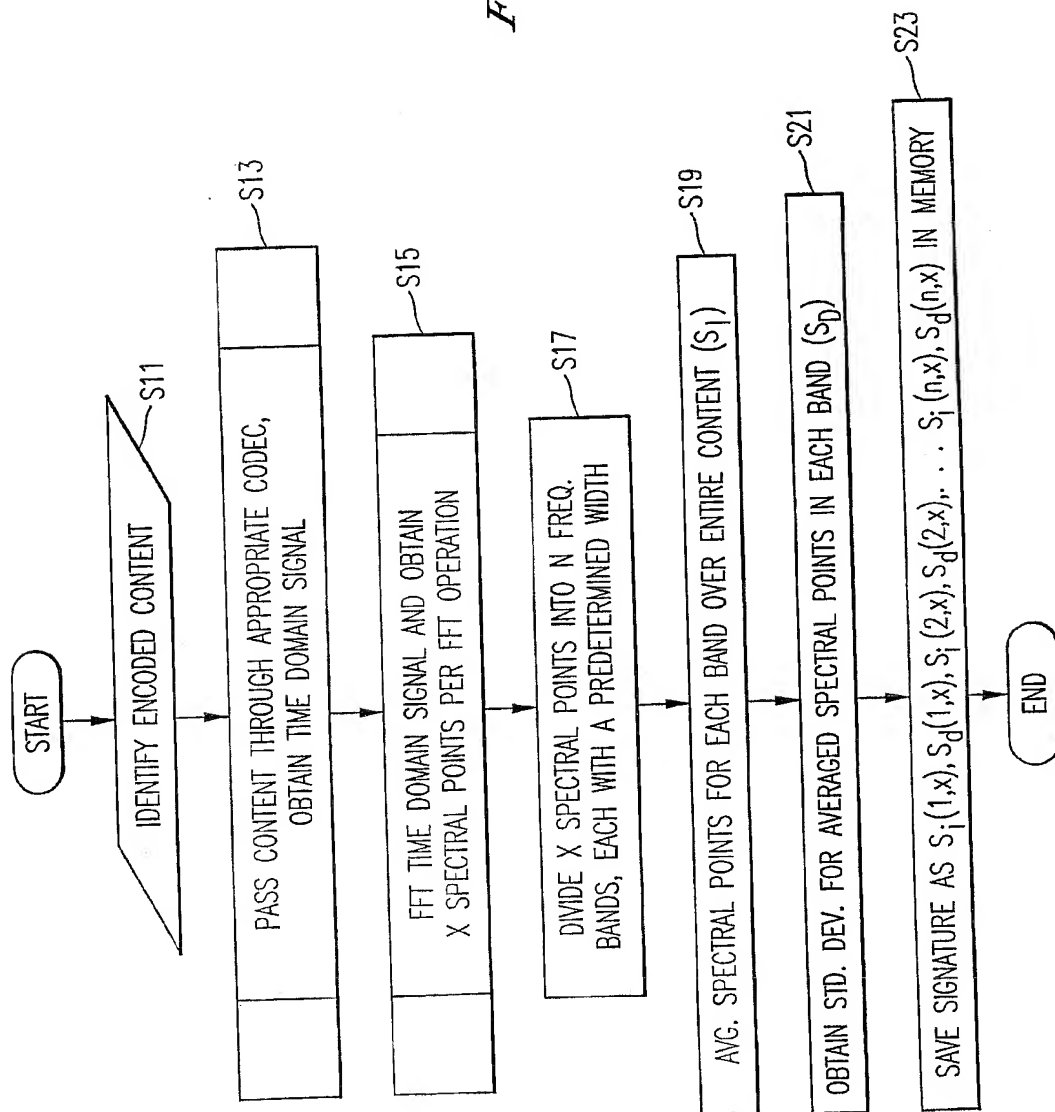 F
START
IDENTIFY ENCODED CONTENT
S11
PASS CONTENT THROUGH APPROPRIATE CODEC,
OBTAIN TIME DOMAIN SIGNAL
S13
FFT TIME DOMAIN SIGNAL AND OBTAIN
X SPECTRAL POINTS PER FFT OPERATION
S15
DIVIDE X SPECTRAL POINTS INTO N FREQ.
BANDS, EACH WITH A PREDETERMINED WIDTH
S17
AVG. SPECTRAL POINTS FOR EACH BAND OVER ENTIRE CONTENT (S_i)
S19
OBTAIN STD. DEV. FOR AVERAGED SPECTRAL POINTS IN EACH BAND (S_D)
S21
SAVE SIGNATURE AS S_i(1,x), S_d(1,x), S_i(2,x), S_d(2,x),. . . S_i(n,x), S_d(n,x) IN MEMORY
S23
END